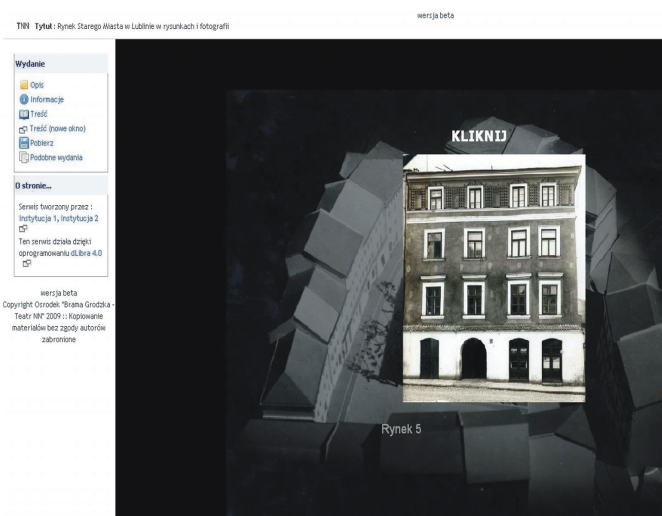 wersja beta
TNN Tytuł : Rynek Starego Miasta w Lublinie w rysunkach i fotografii
Wydanie
Opis
Informacje
Treść
Treść (nowe okno)
Pobierz
Podobne wydania
O stronie...
Serwis tworzony przez :
Instytucja 1, Instytucja 2
Ten serwis działa dzięki
oprogramowaniu dLibra 4.0
wersja beta
Copyright Osrodek "Brama Grodzka -
Teatr NN" 2009 :: Kopiowanie
materiałów bez zgody autorów
zabronione
KLIKNIJ
Rynek 5